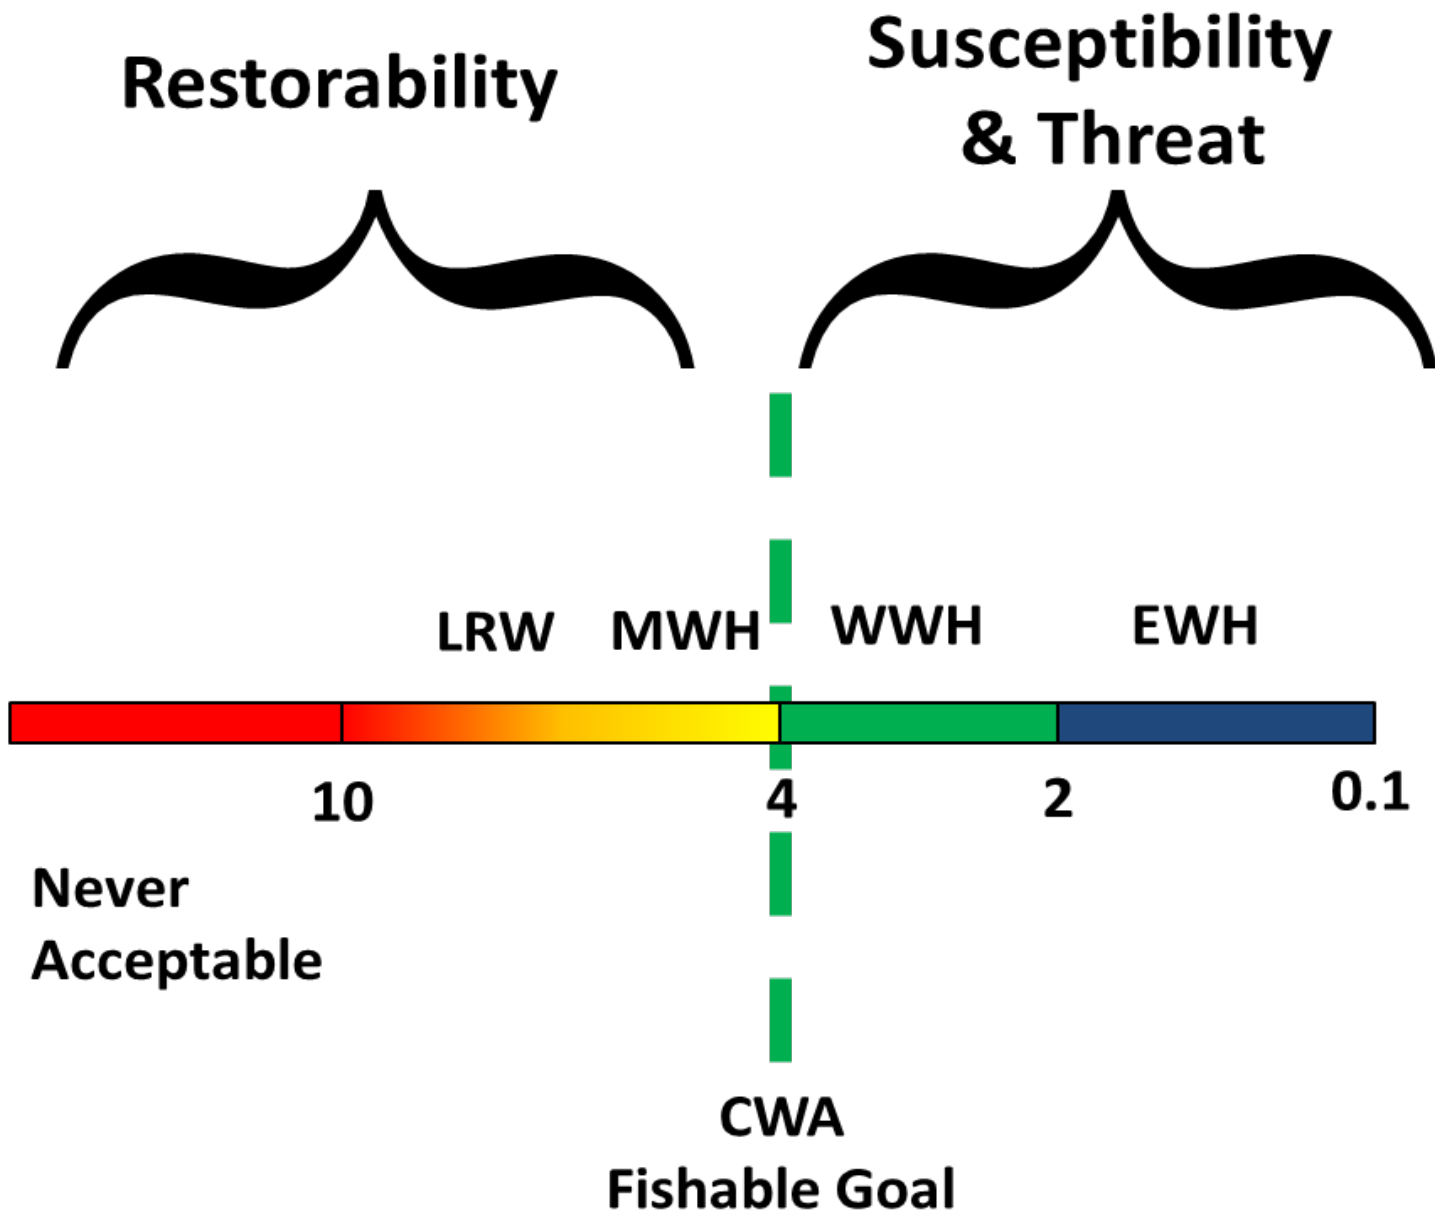 Restorability
Susceptibility
& Threat
LRW
MWH
WWH
EWH
10
4
2
0.1
Never
Acceptable
CWA
Fishable Goal